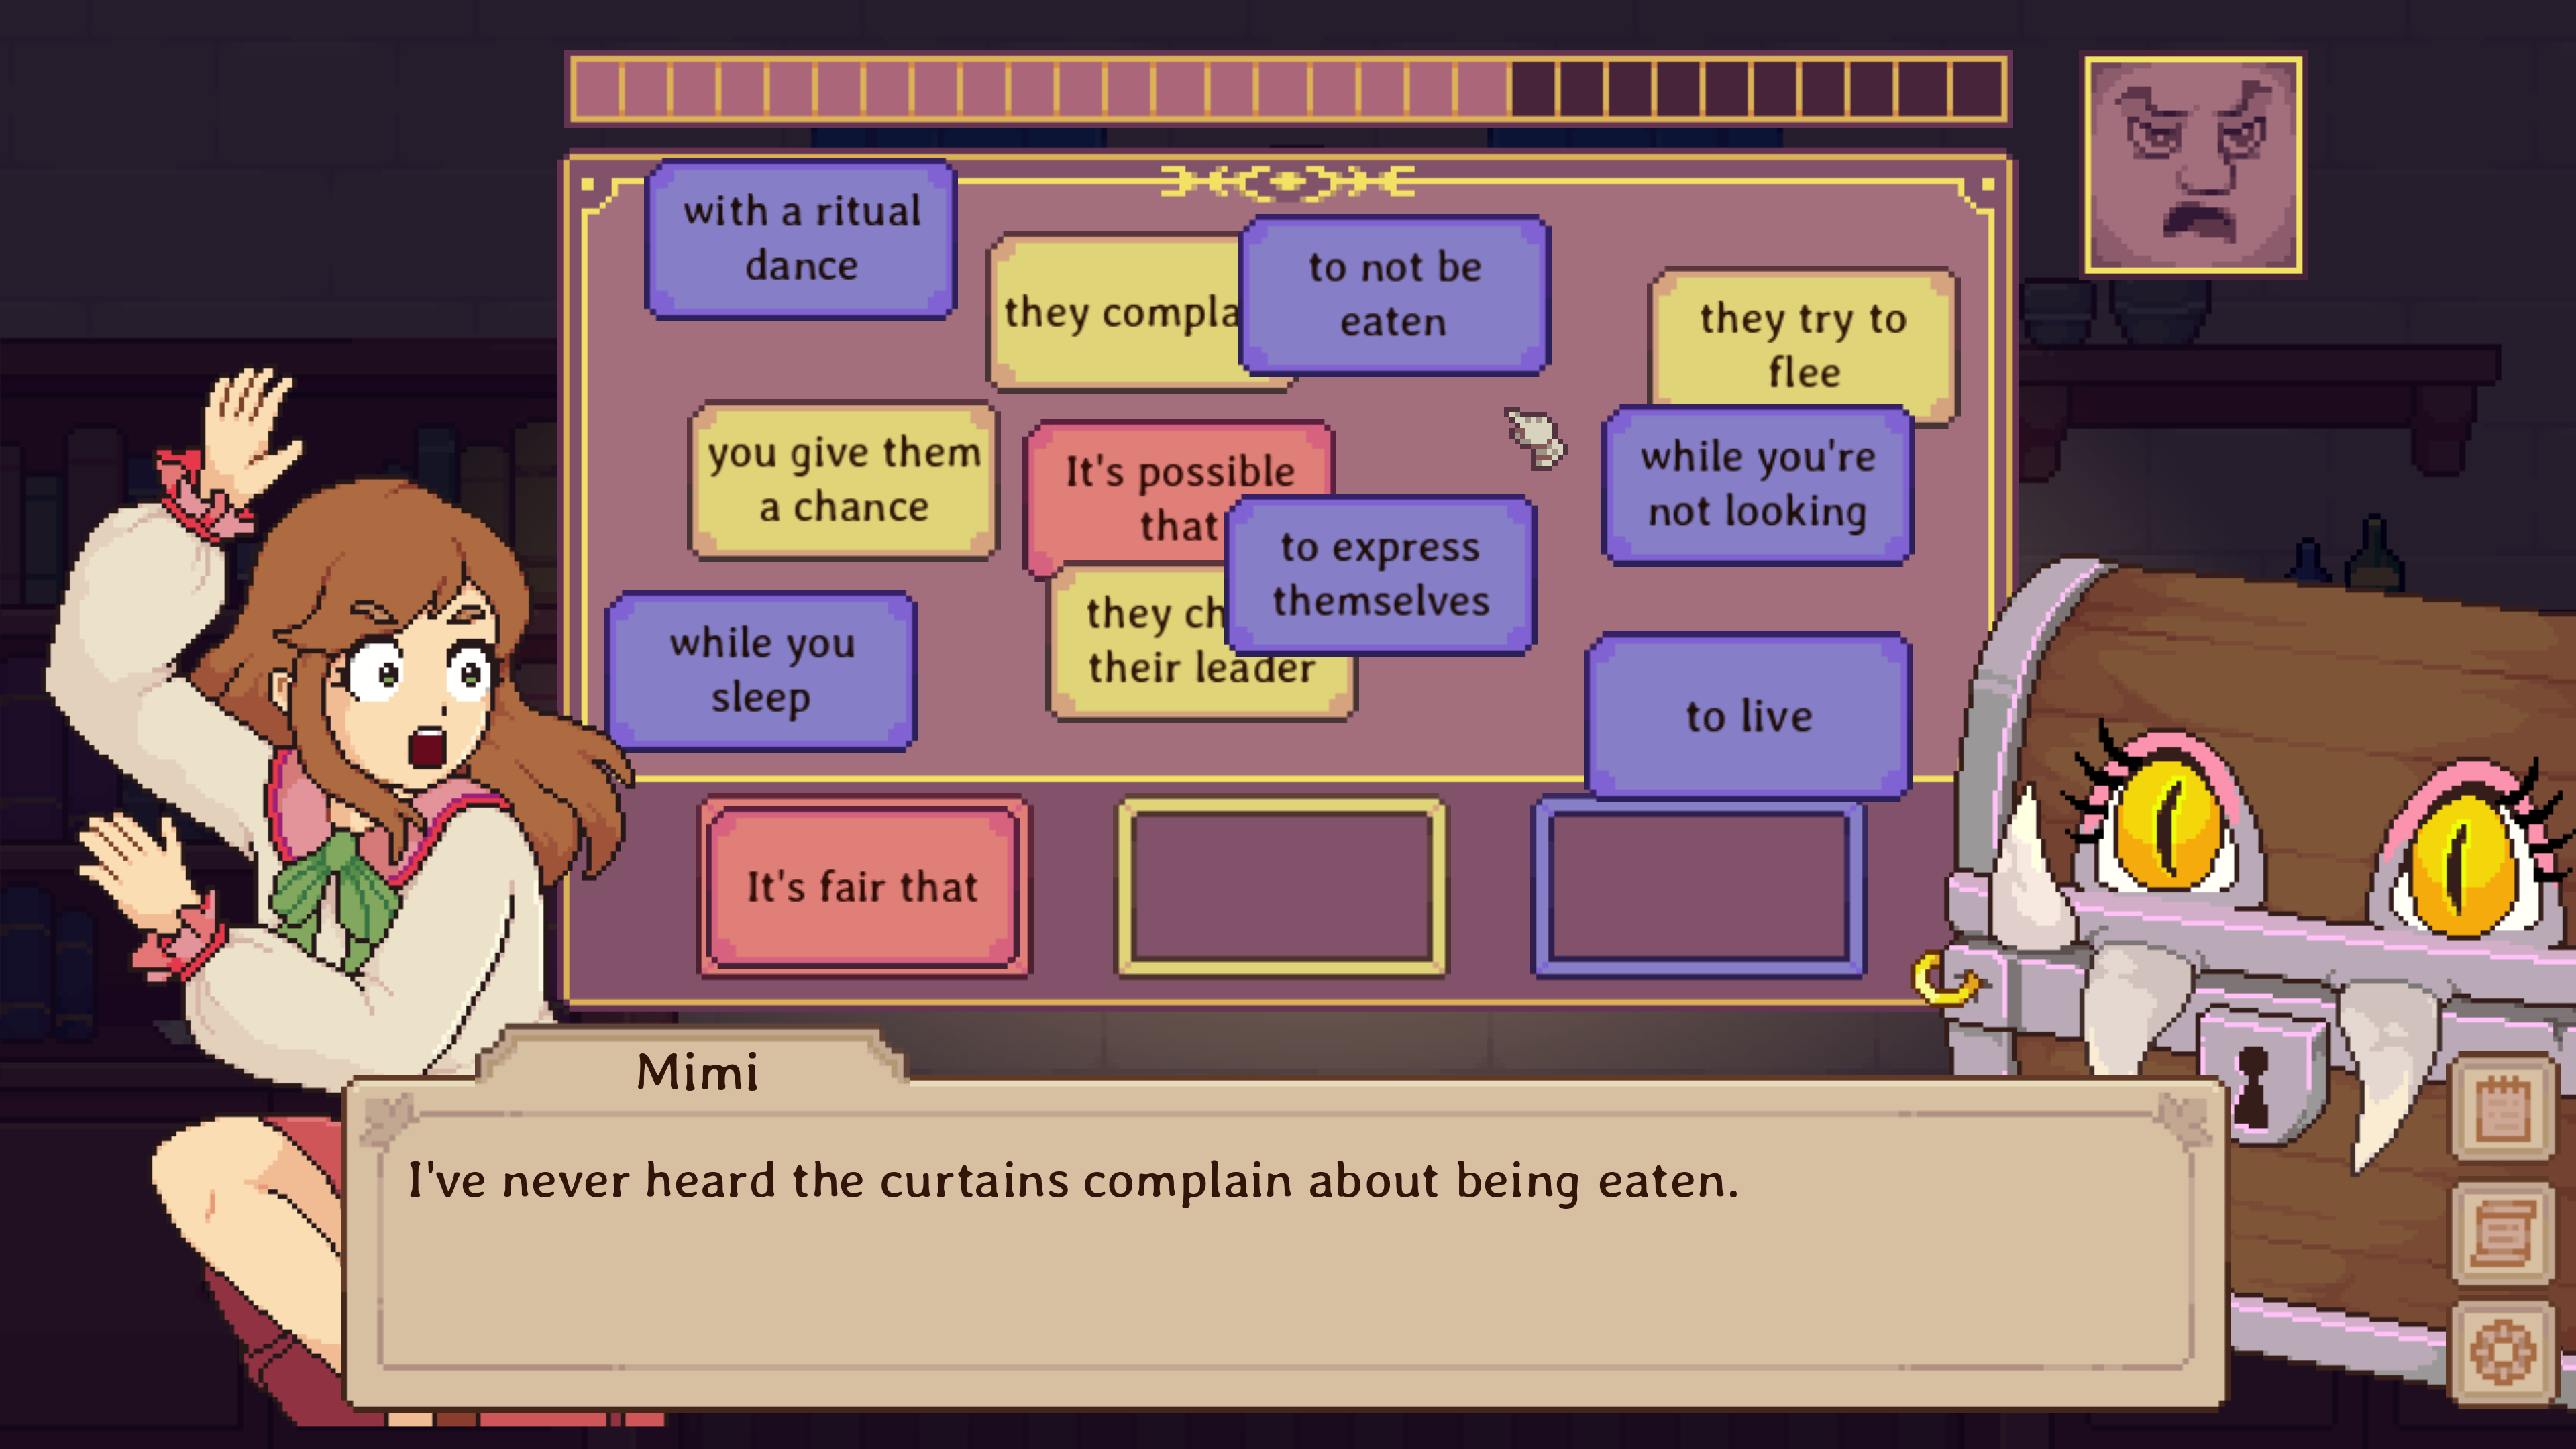 with a ritual
dance
they
to not be
eaten
they try to
flee
you give them
a chance
It's possible
that
while you're
not looking
to express
themselves
they
their leader
while you
sleep
to live
It's fair that
Mimi
I've never heard the curtains complain about being eaten.